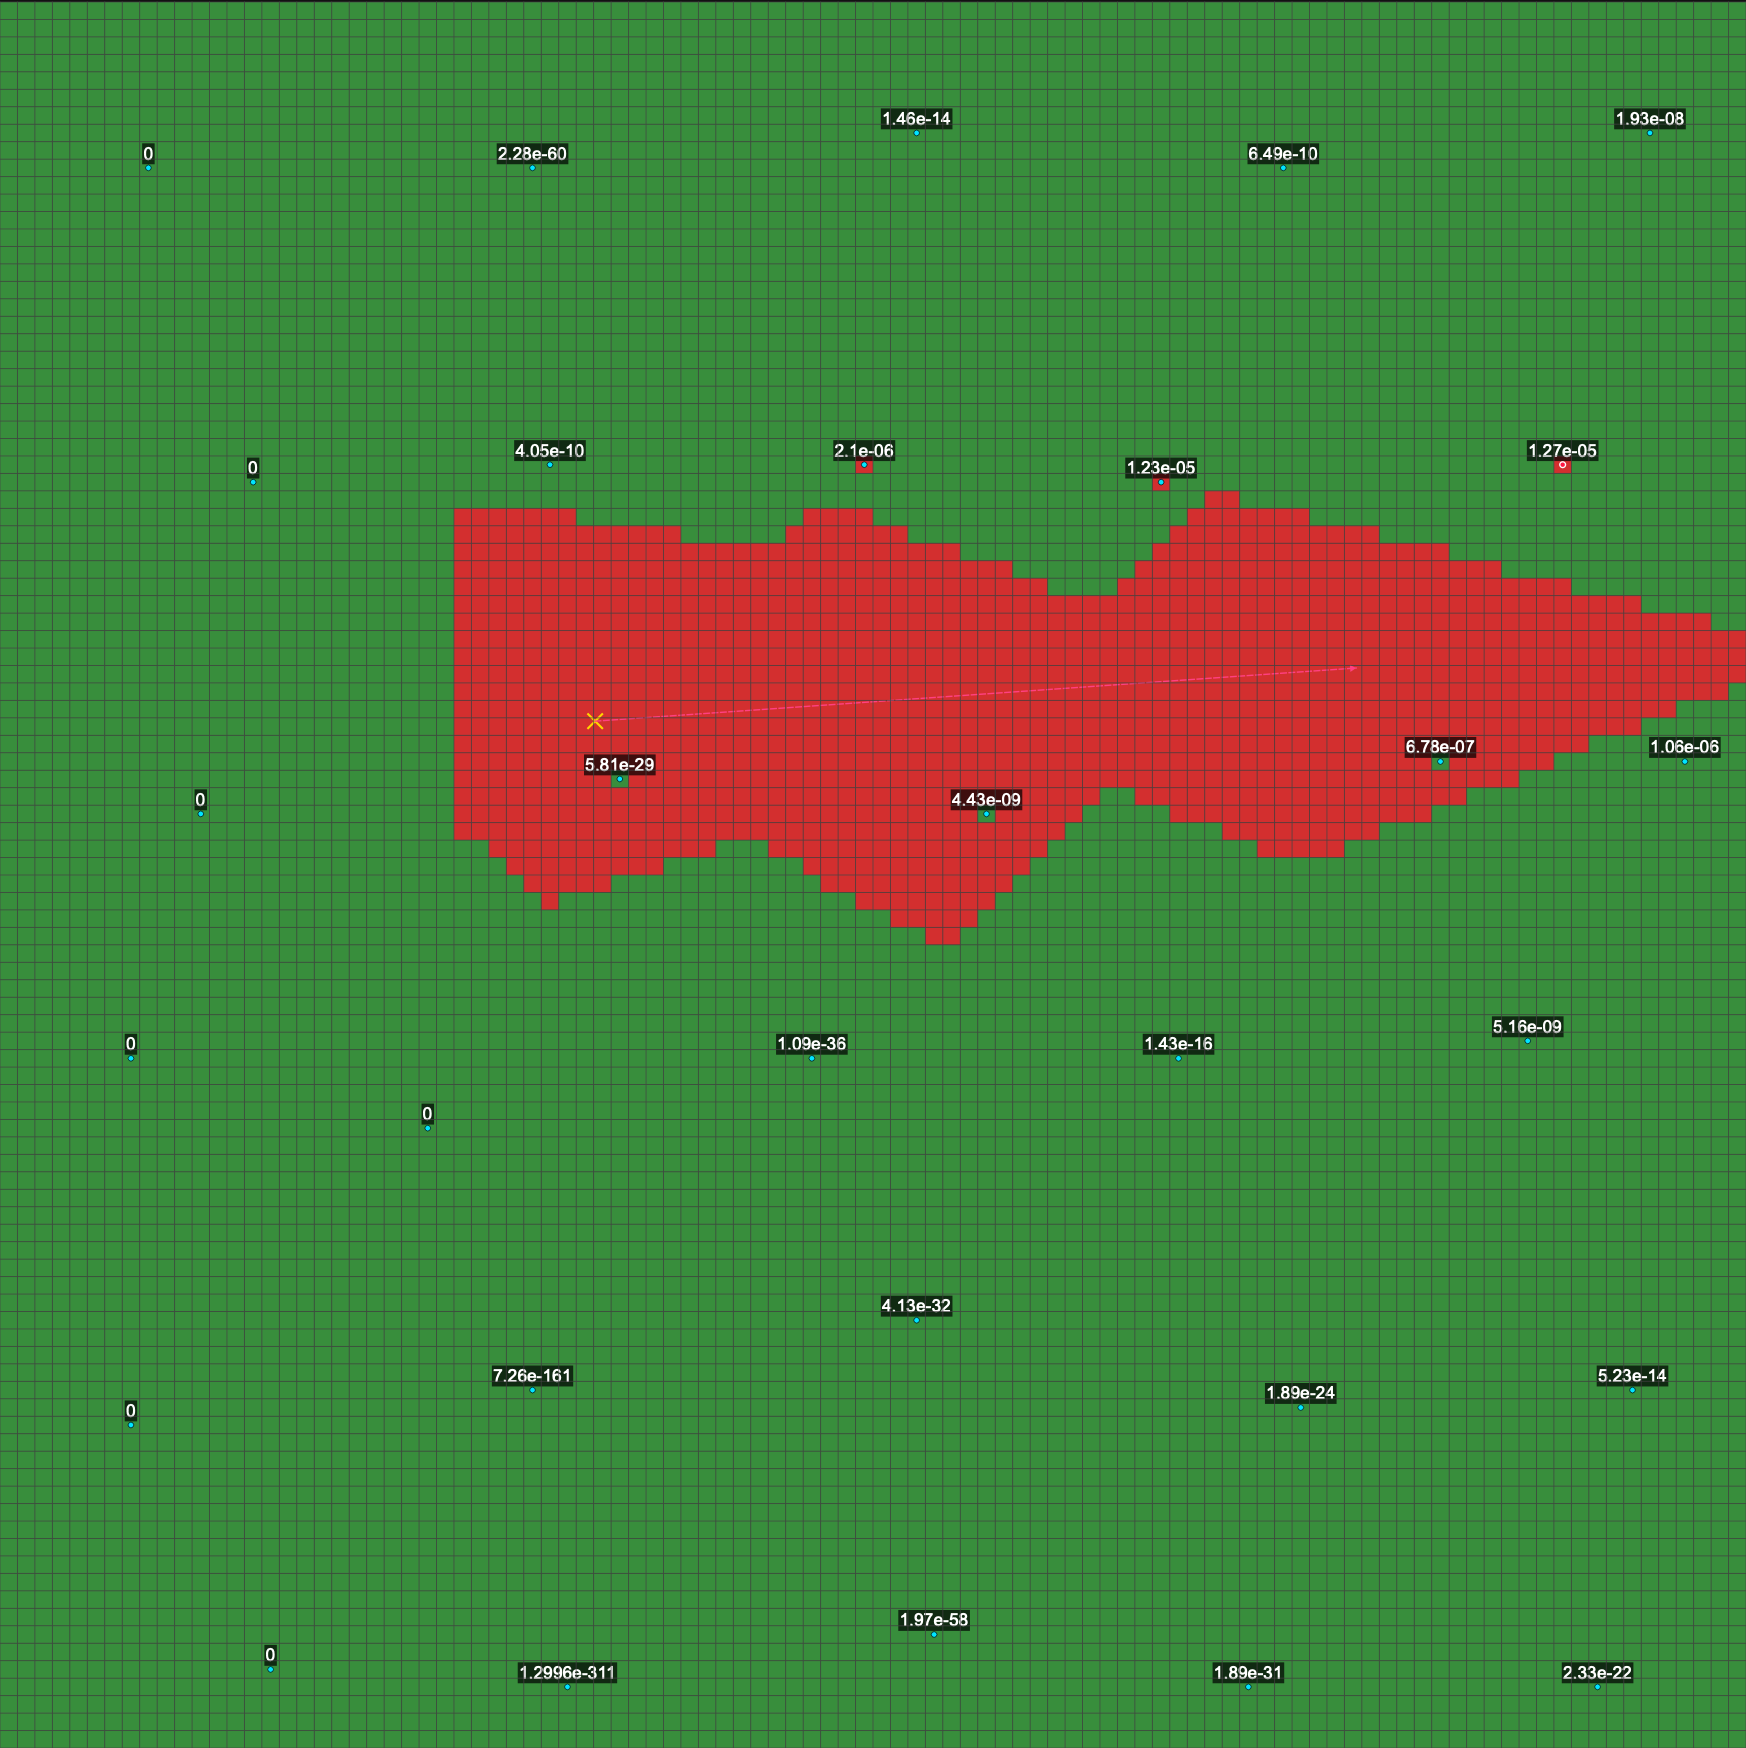 1.46e-14
1.93e-08
0
2.28e-60
6.49e-10
4.05e-10
2.1e-06
1.27e-05
0
1.23e-05
6.78e-07
1.06e-06
5.81e-29
0
4.43e-09
5.16e-09
0
1.09e-36
1.43e-16
0
4.13e-32
7.26e-161
5.23e-14
1.89e-24
0
1.97e-58
0
1.2996e-311
1.89e-31
2.33e-22